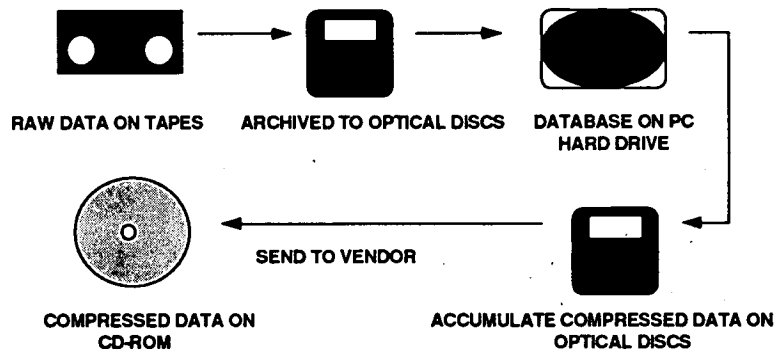 RAW DATA ON TAPES
ARCHIVED TO OPTICAL DISCS
DATABASE ON PC
HARD DRIVE
SEND TO VENDOR
COMPRESSED DATA ON
CD-ROM
ACCUMULATE COMPRESSED DATA ON
OPTICAL DISCS